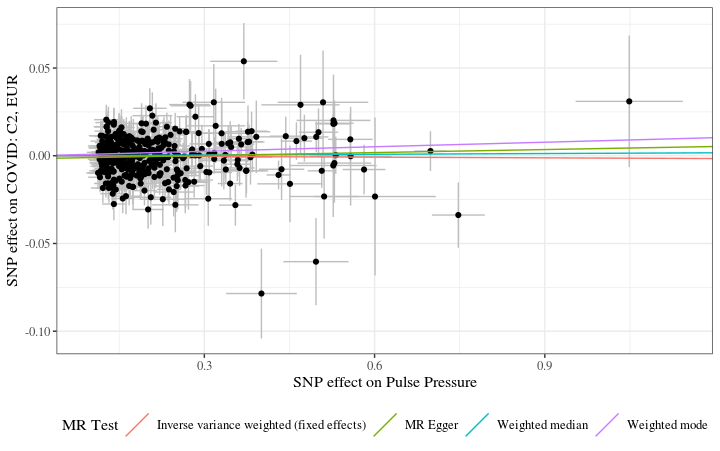 SNP effect on COVID: C2, EUR
0.05
0.00
-0.05
-0.10
0.3
0.6
0.9
SNP effect on Pulse Pressure
MR Test
Inverse variance weighted (fixed effects)
MR Egger
Weighted median
Weighted mode